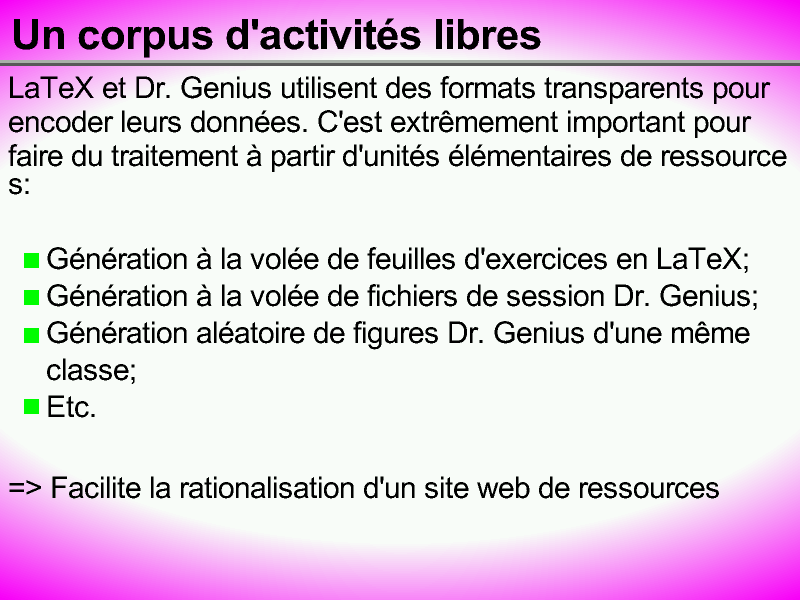 Un corpus d'activités libres
LaTeX et Dr. Genius utilisent des formats transparents pour
encoder leurs données. C'est extrêmement important pour
faire du traitement à partir d'unités élémentaires de ressource
s:
Génération à la volée de feuilles d'exercices en LaTeX;
Génération à la volée de fichiers de session Dr. Genius;
Génération aléatoire de figures Dr. Genius d'une même
classe;
Etc.
=> Facilite la rationalisation d'un site web de ressources